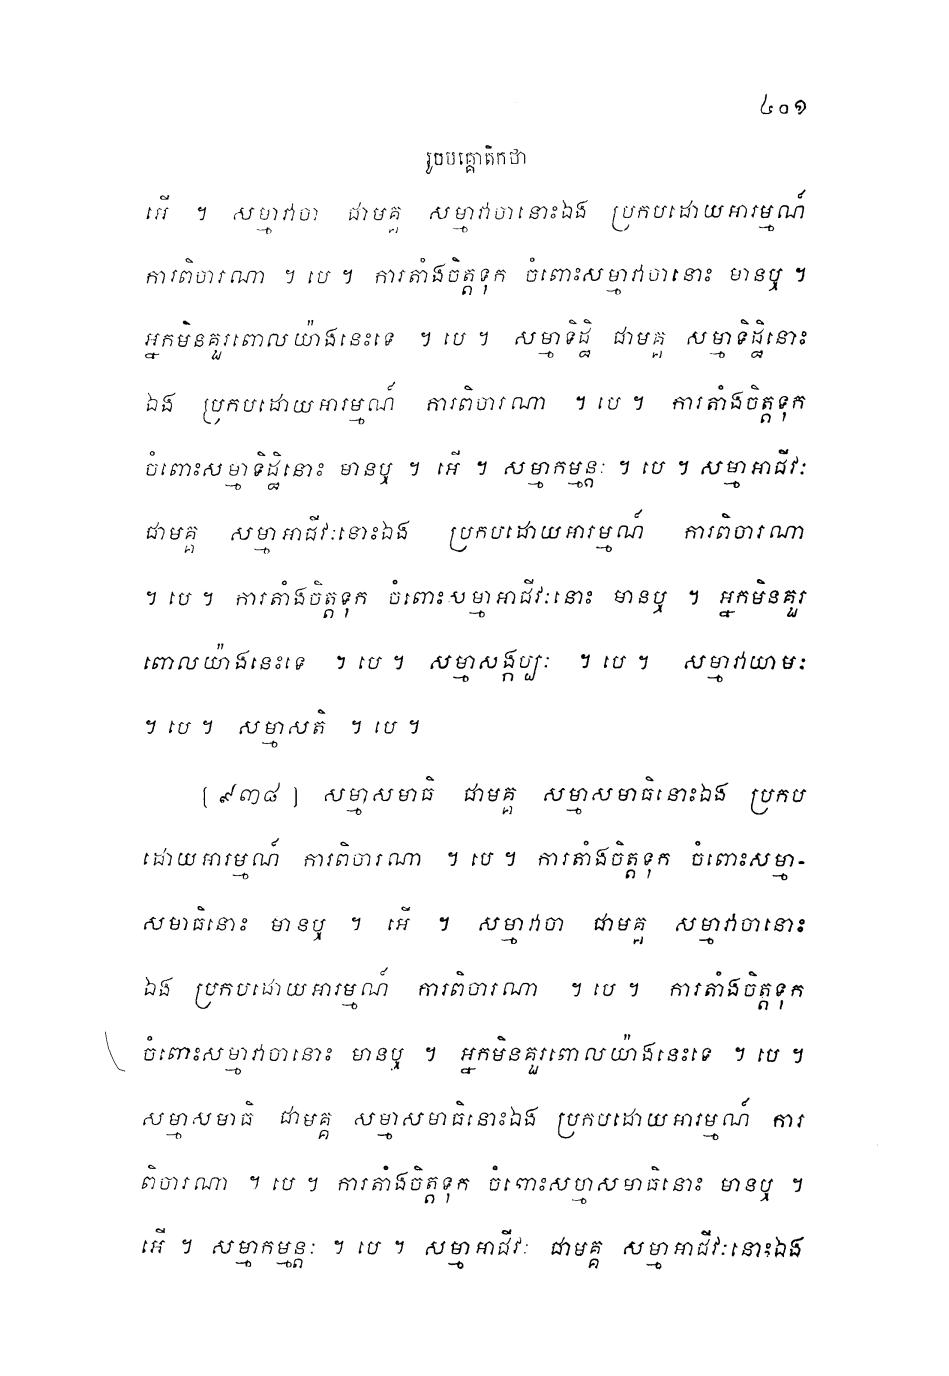 ៤០១
រូបមគ្គោតិកថា
អើ ។ សម្មាវាចា ជាមគ្គ សម្មាវាចានោះឯង ប្រកបដោយអារម្មណ៍
ការពិចារណា ។ បេ ។ ការតាំងចិត្តទុក ចំពោះសម្មាវាចានោះ មានឬ ។
អ្នកមិនគួរពោលយ៉ាងនេះទេ ។ បេ ។ សម្មាទិដ្ឋិ ជាមគ្គ សម្មាទិដ្ឋិនោះ
ឯង ប្រកបដោយអារម្មណ៍ ការពិចារណា ។ បេ ។ ការតាំងចិត្តទុក
ចំពោះសម្មាទិដ្ឋិនោះ មានឬ ។ អើ ។ សម្មាកម្មន្តៈ ។ បេ ។ សម្មាអាជីវៈ
ជាមគ្គ សម្មាអាជីវៈនោះឯង ប្រកបដោយអារម្មណ៍ ការពិចារណា
។ បេ ។ ការតាំងចិត្តទុក ចំពោះសម្មាអាជីវៈនោះ មានឬ ។ អ្នកមិនគួរ
ពោលយ៉ាងនេះទេ ។ បេ ។ សម្មាសង្កប្បៈ ។ បេ ។ សម្មាវាយាមៈ
។ បេ ។ សម្មាសតិ ។ បេ ។
[៩៣៨] សម្មាសមាធិ ជាមគ្គ សម្មាសមាធិនោះឯង ប្រកប
ដោយអារម្មណ៍ ការពិចារណា ។ បេ ។ ការតាំងចិត្តទុក ចំពោះសម្មា-
សមាធិនោះ មានឬ ។ អើ ។ សម្មាវាចា ជាមគ្គ សម្មាវាចានោះ
ឯង ប្រកបដោយអារម្មណ៍ ការពិចារណា ។ បេ ។ ការតាំងចិត្តទុក
ចំពោះសម្មាវាចានោះ មានឬ ។ អ្នកមិនគួរពោលយ៉ាងនេះទេ ។ បេ ។
សម្មាសមាធិ ជាមគ្គ សម្មាសមាធិនោះឯង ប្រកបដោយអារម្មណ៍ ការ
ពិចារណា ។ បេ ។ ការតាំងចិត្តទុក ចំពោះសម្មាសមាធិនោះ មានឬ ។
អើ ។ សម្មាកម្មន្តៈ ។ បេ ។ សម្មាអាជីវៈ ជាមគ្គ សម្មាអាជីវៈនោះឯង